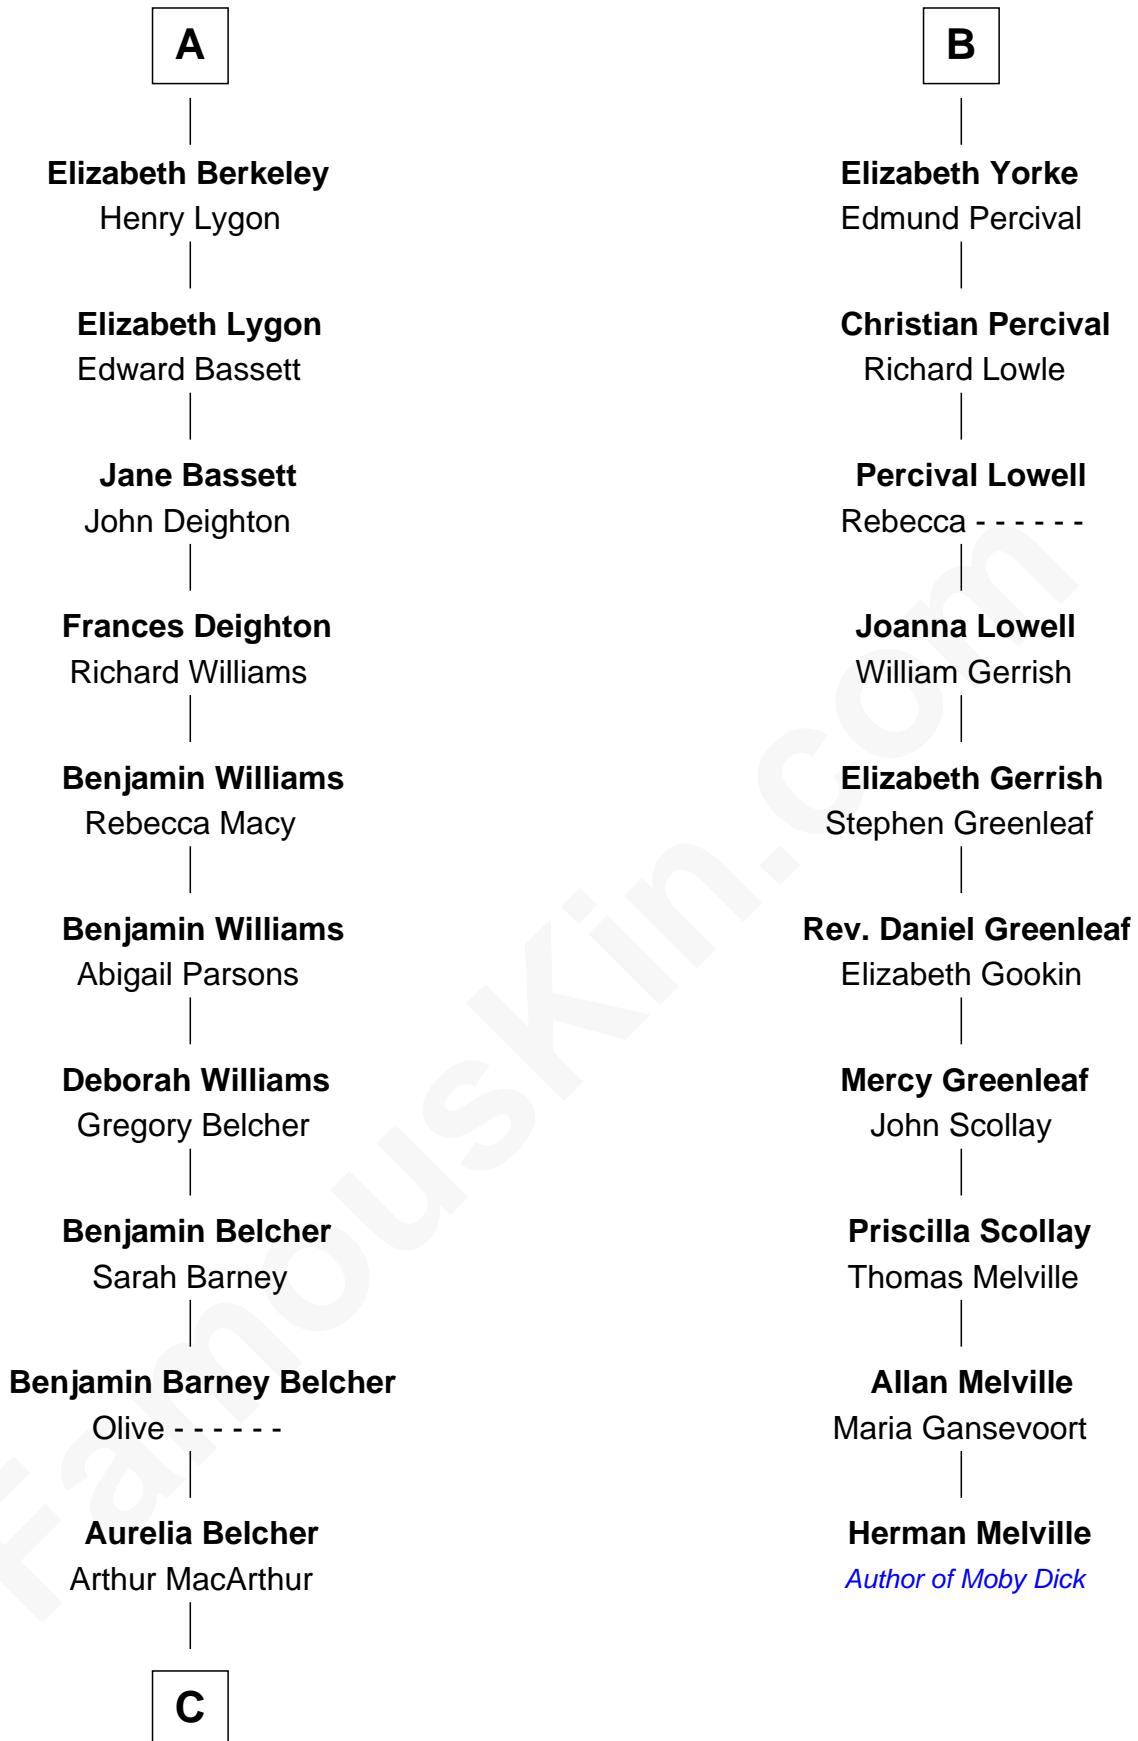 A
Elizabeth Berkeley
Henry Lygon
Elizabeth Lygon
Edward Bassett
Jane Bassett
John Deighton
Frances Deighton
Richard Williams
Benjamin Williams
Rebecca Macy
Benjamin Williams
Abigail Parsons
Deborah Williams
Gregory Belcher
Benjamin Belcher
Sarah Barney
Benjamin Barney Belcher
Olive - - - - - -
Aurelia Belcher
Arthur MacArthur
C
B
Elizabeth Yorke
Edmund Percival
Christian Percival
Richard Lowle
Percival Lowell
Rebecca - - - - - -
Joanna Lowell
William Gerrish
Elizabeth Gerrish
Stephen Greenleaf
Rev. Daniel Greenleaf
Elizabeth Gookin
Mercy Greenleaf
John Scollay
Priscilla Scollay
Thomas Melville
Allan Melville
Maria Gansevoort
Herman Melville
Author of Moby Dick
FamousKin.com